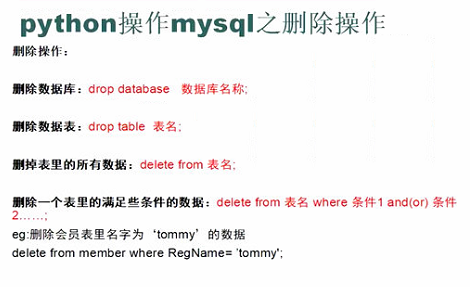 python操作mysql之删除操作
删除操作：
删除数据库：drop database 数据库名称;
删除数据表：drop table 表名;
删掉表里的所有数据：delete from 表名;
删除一个表里的满足些条件的数据：delete from 表名 where 条件1 and(or) 条件
2……;
eg:删除会员表里名字为‘tommy’的数据
delete from member where RegName= `tommy';